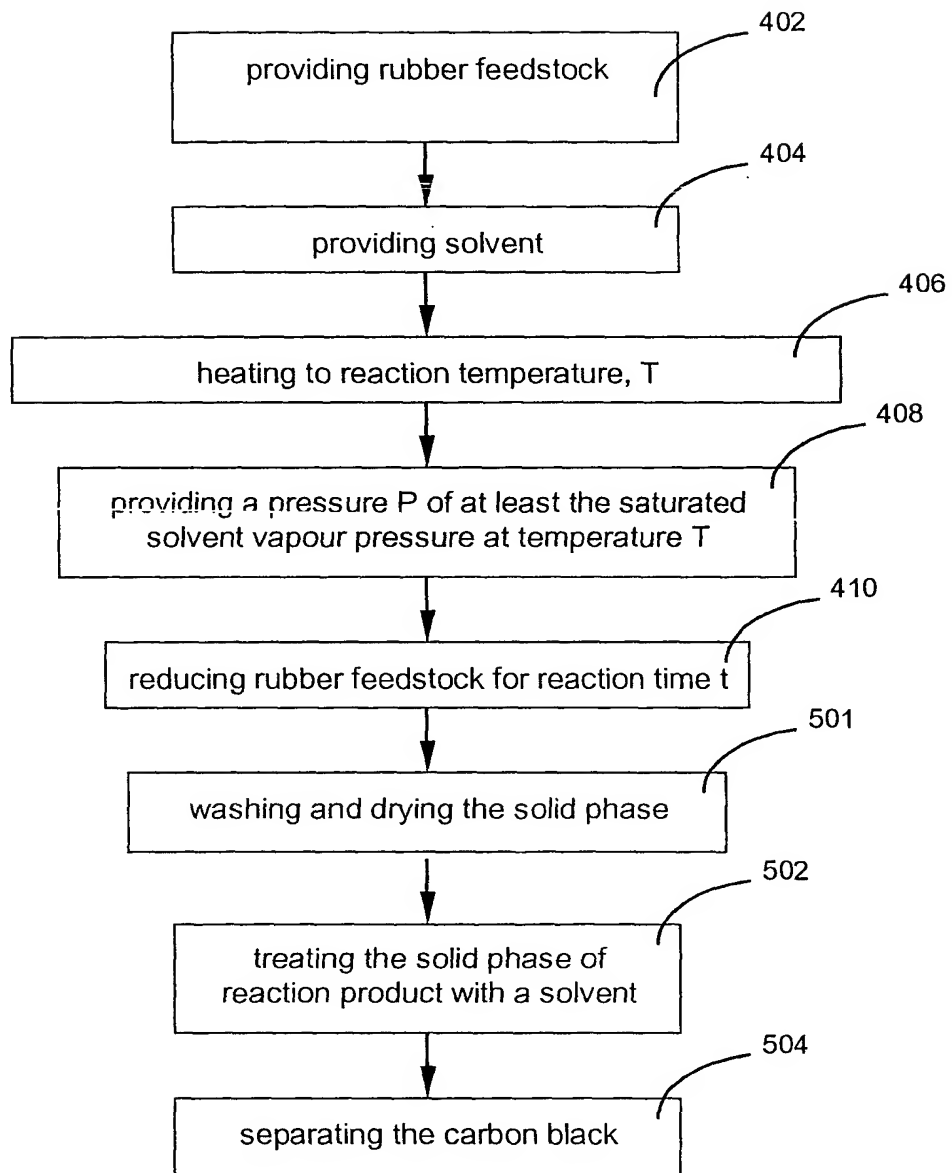 402
providing rubber feedstock
404
providing solvent
406
heating to reaction temperature, T
408
providing a pressure P of at least the saturated
solvent vapour pressure at temperature T
410
reducing rubber feedstock for reaction time t
501
washing and drying the solid phase
502
treating the solid phase of
reaction product with a solvent
504
separating the carbon black